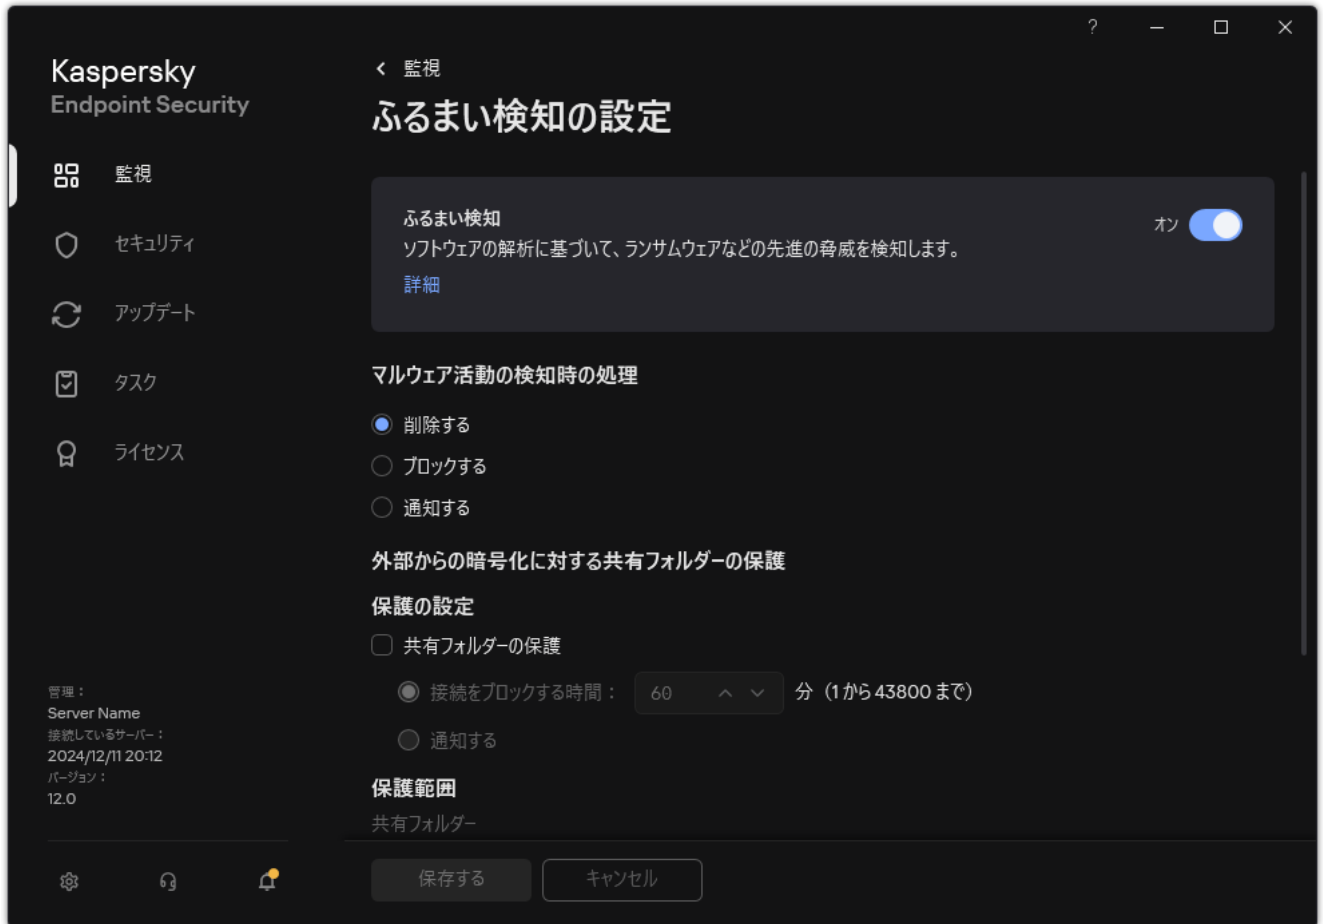 ?
Kaspersky
Endpoint Security
監視
セキュリティ
アップデート
タスク
ライセンス
管理：
Server Name
接続しているサーバー：
2024/12/11 20:12
バージョン：
12.0
監視
ふるまい検知の設定
ふるまい検知
ソフトウェアの解析に基づいて、ランサムウェアなどの先進の脅威を検知します。
詳細
オン
マルウェア活動の検知時の処理
削除する
ブロックする
通知する
外部からの暗号化に対する共有フォルダーの保護
保護の設定
共有フォルダーの保護
接続をブロックする時間： 60 分（1 から 43800 まで）
通知する
保護範囲
共有フォルダー
保存する
キャンセル